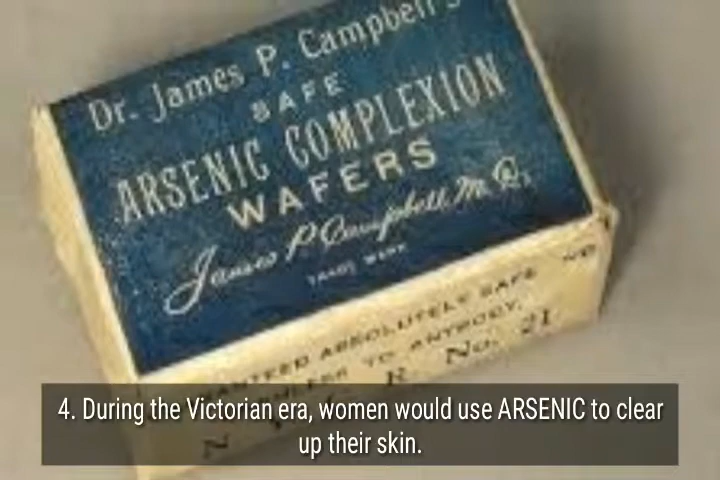 Dr. James P. Campbell's
SAFE
ARSENIC COMPLEXION
WAFERS
James P. Campbell, M.D.
TRADE MARK
ABSOLUTELY SAFE
TO ANYBODY.
R. No. 21
4. During the Victorian era, women would use ARSENIC to clear
up their skin.